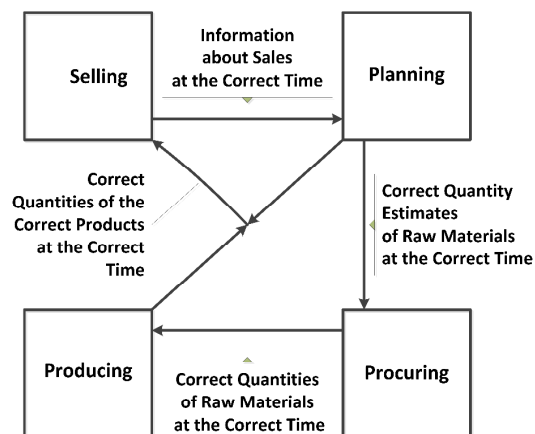 Selling
Information
about Sales
at the Correct Time
Planning
Correct
Quantities of the
Correct Products
at the Correct
Time
Correct Quantity
Estimates
of Raw Materials
at the Correct Time
Producing
Correct Quantities
of Raw Materials
at the Correct Time
Procuring